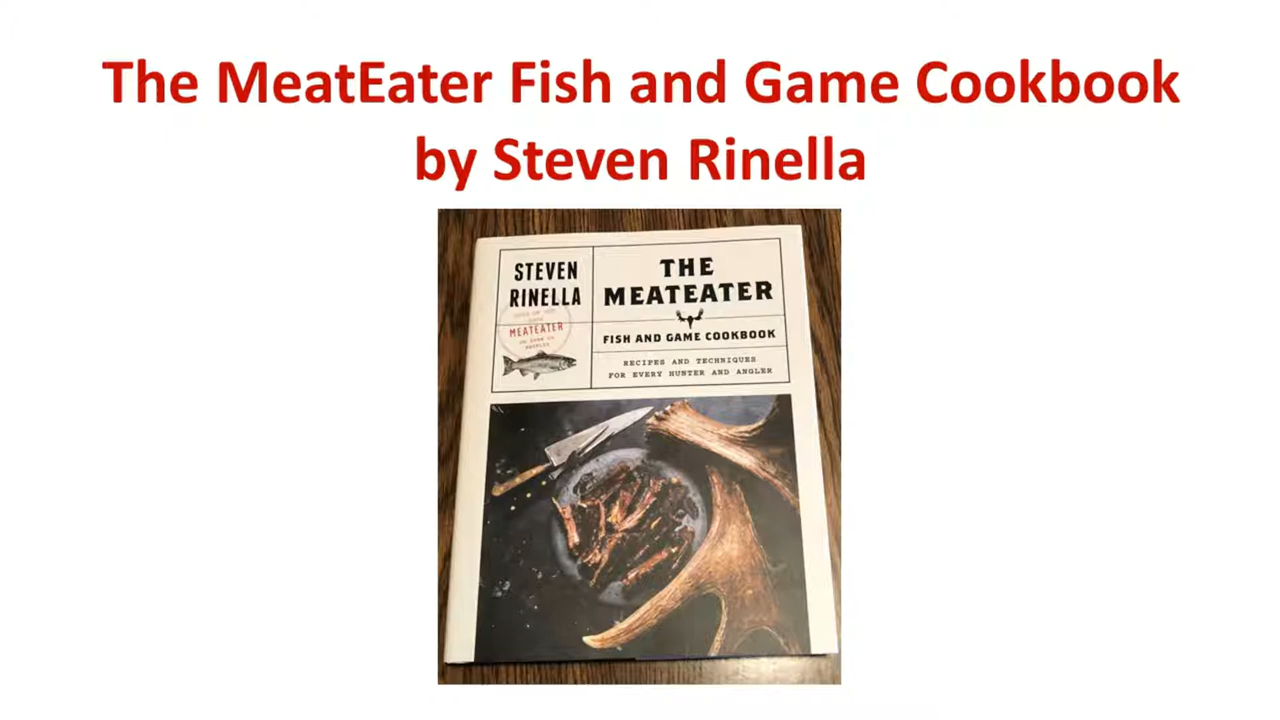 The MeatEater Fish and Game Cookbook
by Steven Rinella
STEVEN
RINELLA
MEATEATER
THE
MEATEATER
FISH AND GAME COOKBOOK
RECIPES AND TECHNIQUES
FOR EVERY HUNTER AND ANGLER